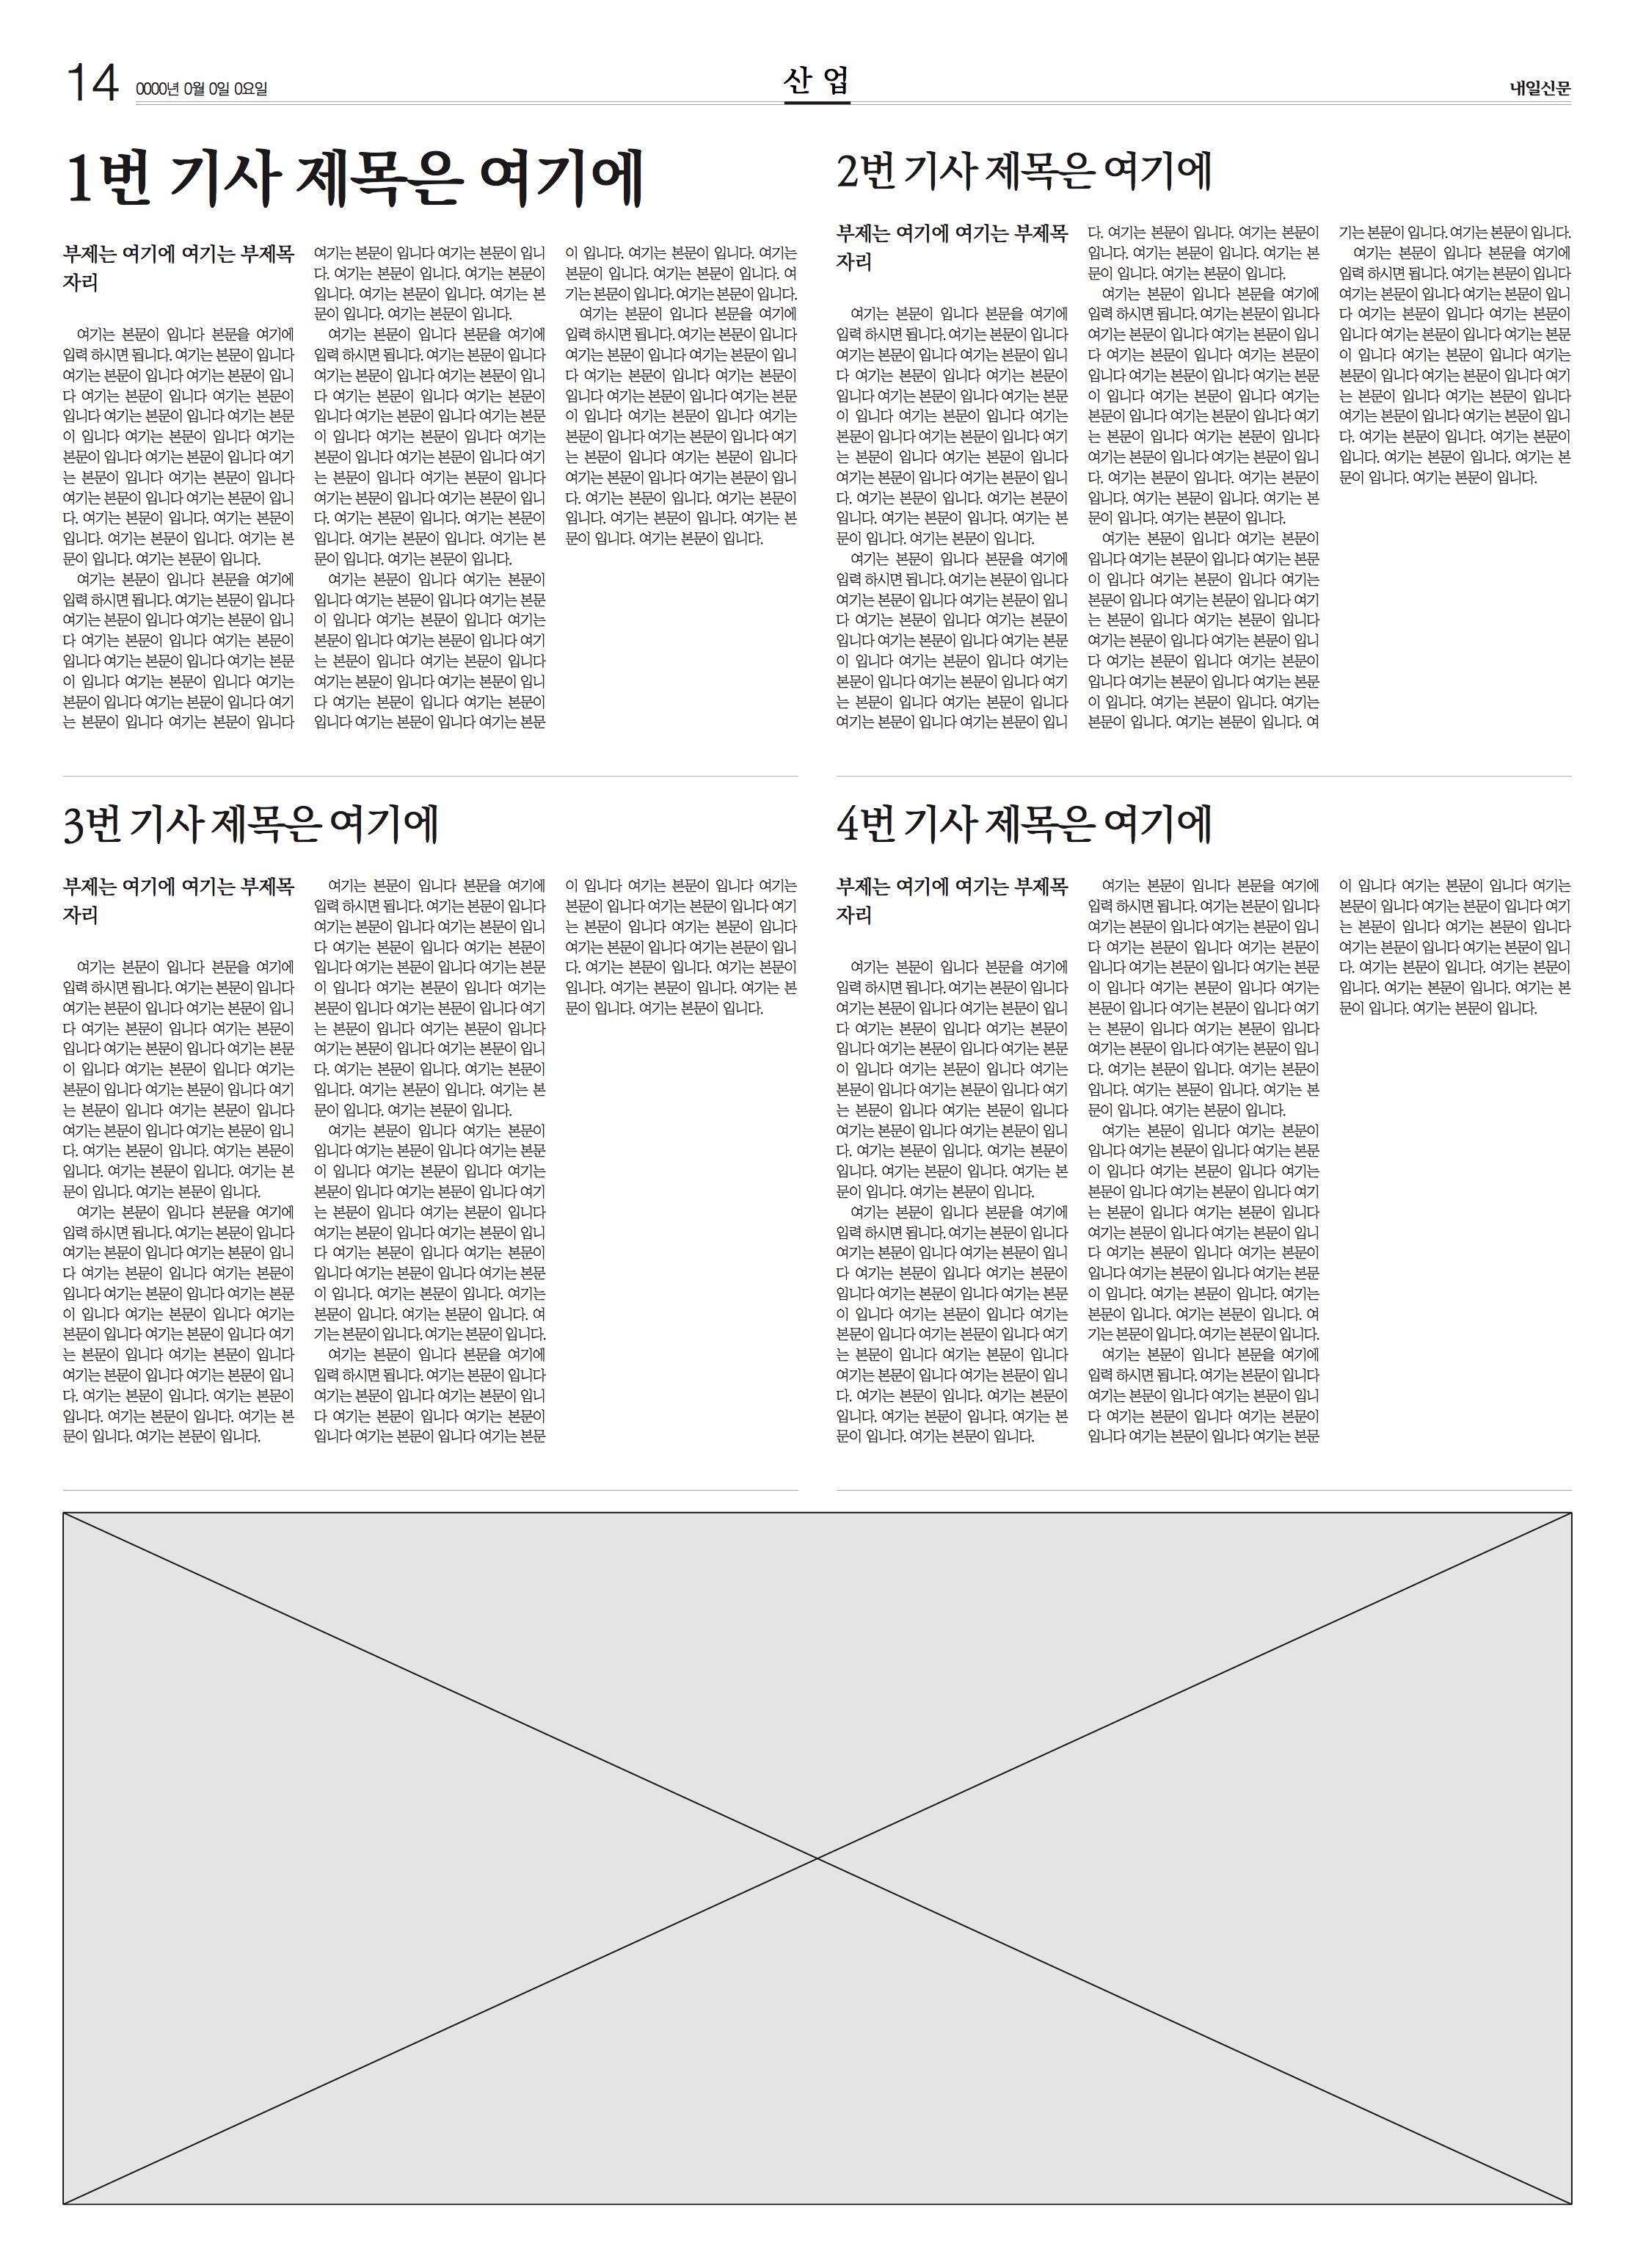 14 0000년 0월 0일 0요일
산 업
내일신문
1번 기사 제목은 여기에
부제는 여기에 여기는 부제목
자리
여기는 본문이 입니다 본문을 여기에
입력 하시면 됩니다. 여기는 본문이 입니다
여기는 본문이 입니다 여기는 본문이 입니
다 여기는 본문이 입니다 여기는 본문이
입니다 여기는 본문이 입니다 여기는 본문
이 입니다 여기는 본문이 입니다 여기는
본문이 입니다 여기는 본문이 입니다 여기
는 본문이 입니다 여기는 본문이 입니다
여기는 본문이 입니다 여기는 본문이 입니
다. 여기는 본문이 입니다. 여기는 본문이
입니다. 여기는 본문이 입니다. 여기는 본
문이 입니다. 여기는 본문이 입니다.
여기는 본문이 입니다 본문을 여기에
입력 하시면 됩니다. 여기는 본문이 입니다
여기는 본문이 입니다 여기는 본문이 입니
다 여기는 본문이 입니다 여기는 본문이
입니다 여기는 본문이 입니다 여기는 본문
이 입니다 여기는 본문이 입니다 여기는
본문이 입니다 여기는 본문이 입니다 여기
는 본문이 입니다 여기는 본문이 입니다
여기는 본문이 입니다 여기는 본문이 입니
다. 여기는 본문이 입니다. 여기는 본문이
입니다. 여기는 본문이 입니다. 여기는 본
문이 입니다. 여기는 본문이 입니다.
여기는 본문이 입니다 본문을 여기에
입력 하시면 됩니다. 여기는 본문이 입니다
여기는 본문이 입니다 여기는 본문이 입니
다 여기는 본문이 입니다 여기는 본문이
입니다 여기는 본문이 입니다 여기는 본문
이 입니다 여기는 본문이 입니다 여기는
본문이 입니다 여기는 본문이 입니다 여기
는 본문이 입니다 여기는 본문이 입니다
여기는 본문이 입니다 여기는 본문이 입니
다. 여기는 본문이 입니다. 여기는 본문이
입니다. 여기는 본문이 입니다. 여기는 본
문이 입니다. 여기는 본문이 입니다.
여기는 본문이 입니다 여기는 본문이
입니다 여기는 본문이 입니다 여기는 본문
이 입니다 여기는 본문이 입니다 여기는
본문이 입니다 여기는 본문이 입니다 여기
는 본문이 입니다 여기는 본문이 입니다
여기는 본문이 입니다 여기는 본문이 입니
다 여기는 본문이 입니다 여기는 본문이
입니다 여기는 본문이 입니다 여기는 본문
이 입니다. 여기는 본문이 입니다. 여기는
본문이 입니다. 여기는 본문이 입니다. 여
기는 본문이 입니다. 여기는 본문이 입니다.
여기는 본문이 입니다 본문을 여기에
입력 하시면 됩니다. 여기는 본문이 입니다
여기는 본문이 입니다 여기는 본문이 입니
다 여기는 본문이 입니다 여기는 본문이
입니다 여기는 본문이 입니다 여기는 본문
이 입니다 여기는 본문이 입니다 여기는
본문이 입니다 여기는 본문이 입니다 여기
는 본문이 입니다 여기는 본문이 입니다
여기는 본문이 입니다 여기는 본문이 입니
다. 여기는 본문이 입니다. 여기는 본문이
입니다. 여기는 본문이 입니다. 여기는 본
문이 입니다. 여기는 본문이 입니다.
2번 기사 제목은 여기에
부제는 여기에 여기는 부제목
자리
여기는 본문이 입니다 본문을 여기에
입력 하시면 됩니다. 여기는 본문이 입니다
여기는 본문이 입니다 여기는 본문이 입니
다 여기는 본문이 입니다 여기는 본문이
입니다 여기는 본문이 입니다 여기는 본문
이 입니다 여기는 본문이 입니다 여기는
본문이 입니다 여기는 본문이 입니다 여기
는 본문이 입니다 여기는 본문이 입니다
여기는 본문이 입니다 여기는 본문이 입니
다. 여기는 본문이 입니다. 여기는 본문이
입니다. 여기는 본문이 입니다. 여기는 본
문이 입니다. 여기는 본문이 입니다.
여기는 본문이 입니다 본문을 여기에
입력 하시면 됩니다. 여기는 본문이 입니다
여기는 본문이 입니다 여기는 본문이 입니
다 여기는 본문이 입니다 여기는 본문이
입니다 여기는 본문이 입니다 여기는 본문
이 입니다 여기는 본문이 입니다 여기는
본문이 입니다 여기는 본문이 입니다 여기
는 본문이 입니다 여기는 본문이 입니다
여기는 본문이 입니다 여기는 본문이 입니
다. 여기는 본문이 입니다. 여기는 본문이
입니다. 여기는 본문이 입니다. 여기는 본
문이 입니다. 여기는 본문이 입니다.
여기는 본문이 입니다 본문을 여기에
입력 하시면 됩니다. 여기는 본문이 입니다
여기는 본문이 입니다 여기는 본문이 입니
다 여기는 본문이 입니다 여기는 본문이
입니다 여기는 본문이 입니다 여기는 본문
이 입니다 여기는 본문이 입니다 여기는
본문이 입니다 여기는 본문이 입니다 여기
는 본문이 입니다 여기는 본문이 입니다
여기는 본문이 입니다 여기는 본문이 입니
다. 여기는 본문이 입니다. 여기는 본문이
입니다. 여기는 본문이 입니다. 여기는 본
문이 입니다. 여기는 본문이 입니다.
여기는 본문이 입니다 여기는 본문이
입니다 여기는 본문이 입니다 여기는 본문
이 입니다 여기는 본문이 입니다 여기는
본문이 입니다 여기는 본문이 입니다 여기
는 본문이 입니다 여기는 본문이 입니다
여기는 본문이 입니다 여기는 본문이 입니
다 여기는 본문이 입니다 여기는 본문이
입니다 여기는 본문이 입니다 여기는 본문
이 입니다. 여기는 본문이 입니다. 여기는
본문이 입니다. 여기는 본문이 입니다. 여
기는 본문이 입니다. 여기는 본문이 입니다.
여기는 본문이 입니다 본문을 여기에
입력 하시면 됩니다. 여기는 본문이 입니다
여기는 본문이 입니다 여기는 본문이 입니
다 여기는 본문이 입니다 여기는 본문이
입니다 여기는 본문이 입니다 여기는 본문
이 입니다 여기는 본문이 입니다 여기는
본문이 입니다 여기는 본문이 입니다 여기
는 본문이 입니다 여기는 본문이 입니다
여기는 본문이 입니다 여기는 본문이 입니
다. 여기는 본문이 입니다. 여기는 본문이
입니다. 여기는 본문이 입니다. 여기는 본
문이 입니다. 여기는 본문이 입니다.
3번 기사 제목은 여기에
부제는 여기에 여기는 부제목
자리
여기는 본문이 입니다 본문을 여기에
입력 하시면 됩니다. 여기는 본문이 입니다
여기는 본문이 입니다 여기는 본문이 입니
다 여기는 본문이 입니다 여기는 본문이
입니다 여기는 본문이 입니다 여기는 본문
이 입니다 여기는 본문이 입니다 여기는
본문이 입니다 여기는 본문이 입니다 여기
는 본문이 입니다 여기는 본문이 입니다
여기는 본문이 입니다 여기는 본문이 입니
다. 여기는 본문이 입니다. 여기는 본문이
입니다. 여기는 본문이 입니다. 여기는 본
문이 입니다. 여기는 본문이 입니다.
여기는 본문이 입니다 본문을 여기에
입력 하시면 됩니다. 여기는 본문이 입니다
여기는 본문이 입니다 여기는 본문이 입니
다 여기는 본문이 입니다 여기는 본문이
입니다 여기는 본문이 입니다 여기는 본문
이 입니다 여기는 본문이 입니다 여기는
본문이 입니다 여기는 본문이 입니다 여기
는 본문이 입니다 여기는 본문이 입니다
여기는 본문이 입니다 여기는 본문이 입니
다. 여기는 본문이 입니다. 여기는 본문이
입니다. 여기는 본문이 입니다. 여기는 본
문이 입니다. 여기는 본문이 입니다.
여기는 본문이 입니다 본문을 여기에
입력 하시면 됩니다. 여기는 본문이 입니다
여기는 본문이 입니다 여기는 본문이 입니
다 여기는 본문이 입니다 여기는 본문이
입니다 여기는 본문이 입니다 여기는 본문
이 입니다 여기는 본문이 입니다 여기는
본문이 입니다 여기는 본문이 입니다 여기
는 본문이 입니다 여기는 본문이 입니다
여기는 본문이 입니다 여기는 본문이 입니
다. 여기는 본문이 입니다. 여기는 본문이
입니다. 여기는 본문이 입니다. 여기는 본
문이 입니다. 여기는 본문이 입니다.
여기는 본문이 입니다 여기는 본문이
입니다 여기는 본문이 입니다 여기는 본문
이 입니다 여기는 본문이 입니다 여기는
본문이 입니다 여기는 본문이 입니다 여기
는 본문이 입니다 여기는 본문이 입니다
여기는 본문이 입니다 여기는 본문이 입니
다 여기는 본문이 입니다 여기는 본문이
입니다 여기는 본문이 입니다 여기는 본문
이 입니다. 여기는 본문이 입니다. 여기는
본문이 입니다. 여기는 본문이 입니다. 여
기는 본문이 입니다. 여기는 본문이 입니다.
여기는 본문이 입니다 본문을 여기에
입력 하시면 됩니다. 여기는 본문이 입니다
여기는 본문이 입니다 여기는 본문이 입니
다 여기는 본문이 입니다 여기는 본문이
입니다 여기는 본문이 입니다 여기는 본문
이 입니다 여기는 본문이 입니다 여기는
본문이 입니다 여기는 본문이 입니다 여기
는 본문이 입니다 여기는 본문이 입니다
여기는 본문이 입니다 여기는 본문이 입니
다. 여기는 본문이 입니다. 여기는 본문이
입니다. 여기는 본문이 입니다. 여기는 본
문이 입니다. 여기는 본문이 입니다.
4번 기사 제목은 여기에
부제는 여기에 여기는 부제목
자리
여기는 본문이 입니다 본문을 여기에
입력 하시면 됩니다. 여기는 본문이 입니다
여기는 본문이 입니다 여기는 본문이 입니
다 여기는 본문이 입니다 여기는 본문이
입니다 여기는 본문이 입니다 여기는 본문
이 입니다 여기는 본문이 입니다 여기는
본문이 입니다 여기는 본문이 입니다 여기
는 본문이 입니다 여기는 본문이 입니다
여기는 본문이 입니다 여기는 본문이 입니
다. 여기는 본문이 입니다. 여기는 본문이
입니다. 여기는 본문이 입니다. 여기는 본
문이 입니다. 여기는 본문이 입니다.
여기는 본문이 입니다 본문을 여기에
입력 하시면 됩니다. 여기는 본문이 입니다
여기는 본문이 입니다 여기는 본문이 입니
다 여기는 본문이 입니다 여기는 본문이
입니다 여기는 본문이 입니다 여기는 본문
이 입니다 여기는 본문이 입니다 여기는
본문이 입니다 여기는 본문이 입니다 여기
는 본문이 입니다 여기는 본문이 입니다
여기는 본문이 입니다 여기는 본문이 입니
다. 여기는 본문이 입니다. 여기는 본문이
입니다. 여기는 본문이 입니다. 여기는 본
문이 입니다. 여기는 본문이 입니다.
여기는 본문이 입니다 본문을 여기에
입력 하시면 됩니다. 여기는 본문이 입니다
여기는 본문이 입니다 여기는 본문이 입니
다 여기는 본문이 입니다 여기는 본문이
입니다 여기는 본문이 입니다 여기는 본문
이 입니다 여기는 본문이 입니다 여기는
본문이 입니다 여기는 본문이 입니다 여기
는 본문이 입니다 여기는 본문이 입니다
여기는 본문이 입니다 여기는 본문이 입니
다. 여기는 본문이 입니다. 여기는 본문이
입니다. 여기는 본문이 입니다. 여기는 본
문이 입니다. 여기는 본문이 입니다.
여기는 본문이 입니다 여기는 본문이
입니다 여기는 본문이 입니다 여기는 본문
이 입니다 여기는 본문이 입니다 여기는
본문이 입니다 여기는 본문이 입니다 여기
는 본문이 입니다 여기는 본문이 입니다
여기는 본문이 입니다 여기는 본문이 입니
다 여기는 본문이 입니다 여기는 본문이
입니다 여기는 본문이 입니다 여기는 본문
이 입니다. 여기는 본문이 입니다. 여기는
본문이 입니다. 여기는 본문이 입니다. 여
기는 본문이 입니다. 여기는 본문이 입니다.
여기는 본문이 입니다 본문을 여기에
입력 하시면 됩니다. 여기는 본문이 입니다
여기는 본문이 입니다 여기는 본문이 입니
다 여기는 본문이 입니다 여기는 본문이
입니다 여기는 본문이 입니다 여기는 본문
이 입니다 여기는 본문이 입니다 여기는
본문이 입니다 여기는 본문이 입니다 여기
는 본문이 입니다 여기는 본문이 입니다
여기는 본문이 입니다 여기는 본문이 입니
다. 여기는 본문이 입니다. 여기는 본문이
입니다. 여기는 본문이 입니다. 여기는 본
문이 입니다. 여기는 본문이 입니다.